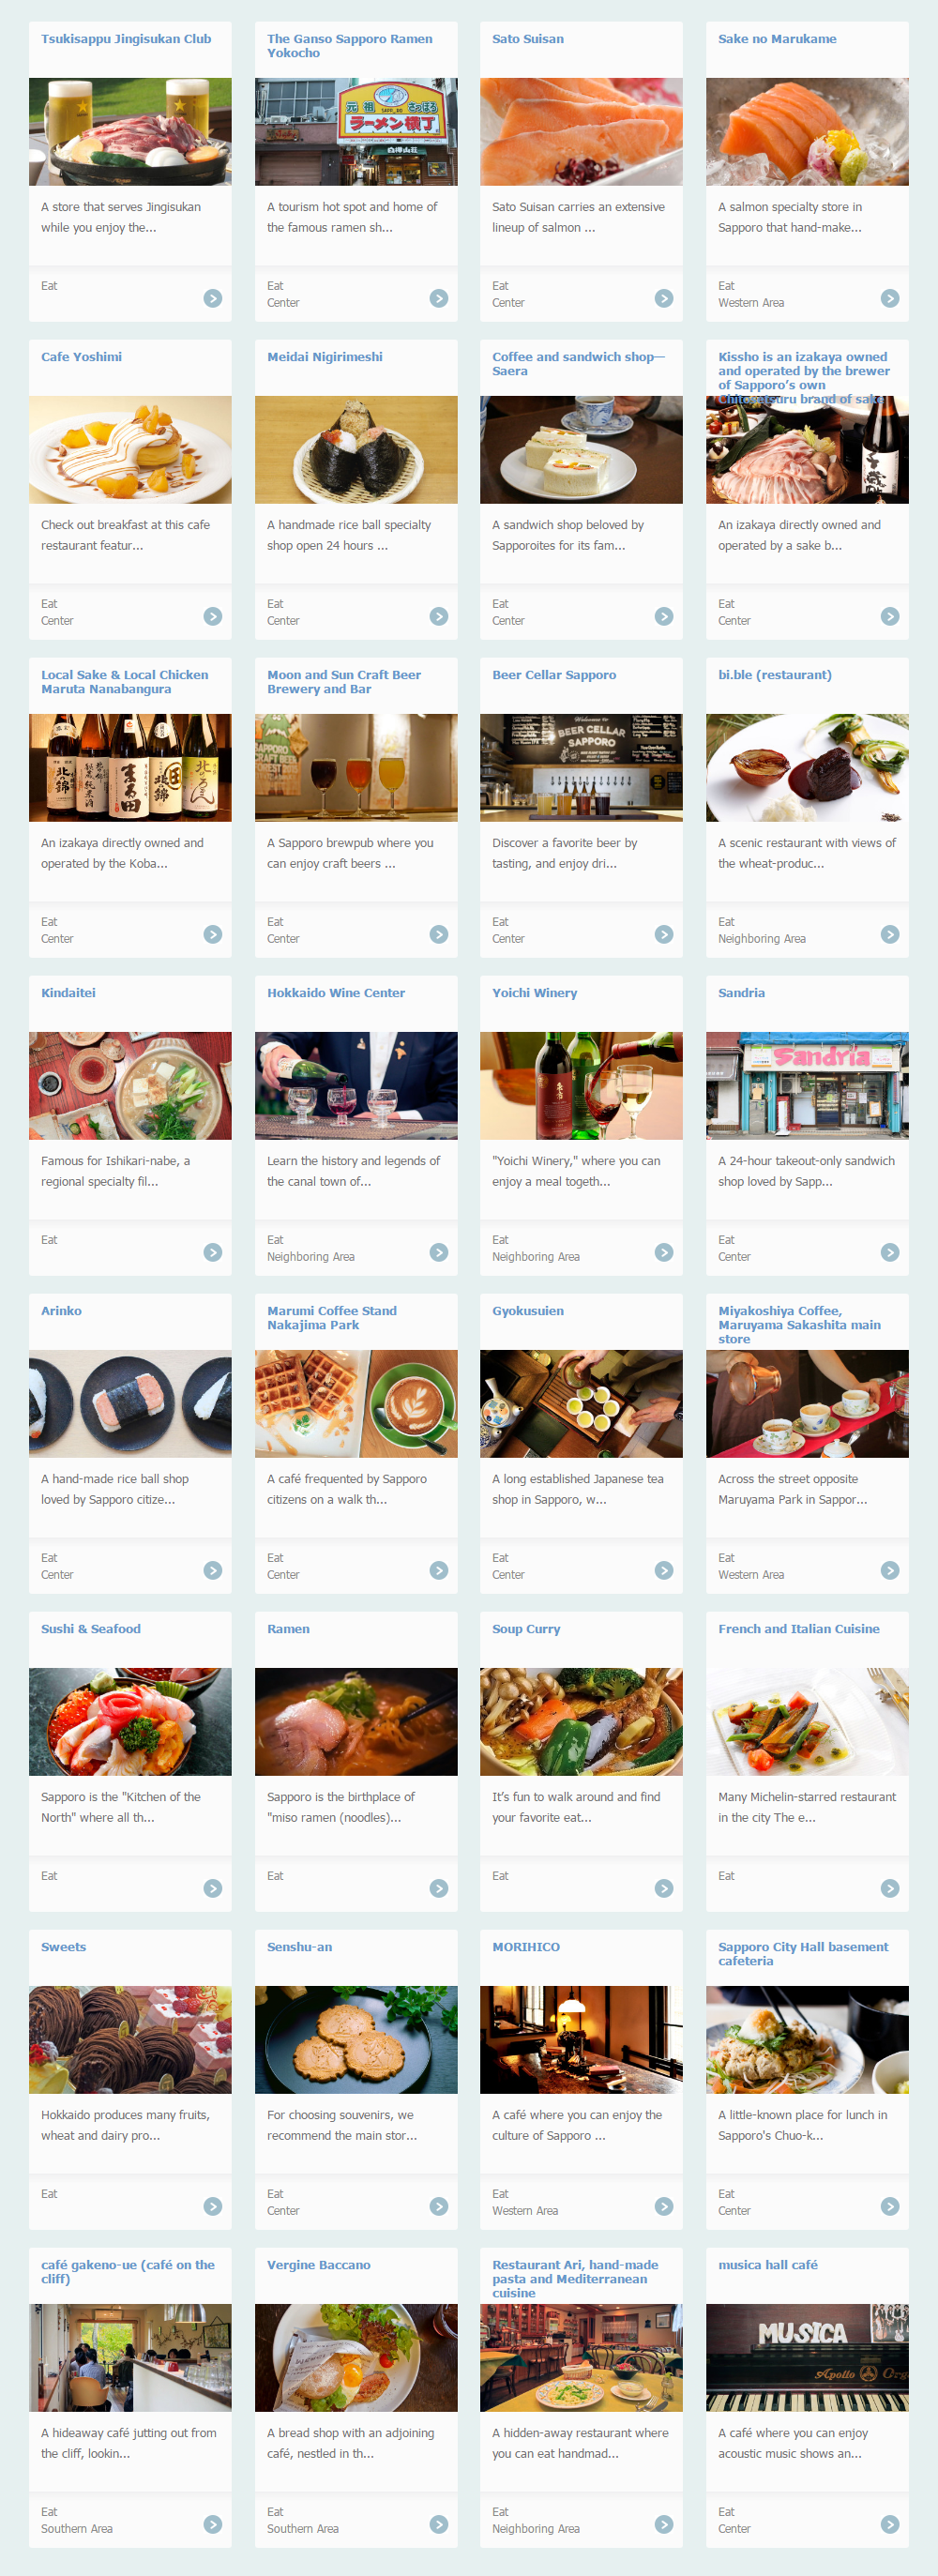 Tsukisappu Jingisukan Club
A store that serves Jingisukan
while you enjoy the...
Eat
The Ganso Sapporo Ramen
Yokocho
元祖 さっぽろ
ラーメン横丁
白樺山荘
A tourism hot spot and home of
the famous ramen sh...
Eat
Center
Sato Suisan
Sato Suisan carries an extensive
lineup of salmon ...
Eat
Center
Sake no Marukame
A salmon specialty store in
Sapporo that hand-make...
Eat
Western Area
Cafe Yoshimi
Check out breakfast at this cafe
restaurant featur...
Eat
Center
Meidai Nigirimeshi
A handmade rice ball specialty
shop open 24 hours ...
Eat
Center
Coffee and sandwich shop—
Saera
A sandwich shop beloved by
Sapporoites for its fam...
Eat
Center
Kissho is an izakaya owned
and operated by the brewer
of Sapporo’s own
Chitosetsuru brand of sake
An izakaya directly owned and
operated by a sake b...
Eat
Center
Local Sake & Local Chicken
Maruta Nanabangura
北の錦
まる田
北の錦
An izakaya directly owned and
operated by the Koba...
Eat
Center
Moon and Sun Craft Beer
Brewery and Bar
SAPPORO
CRAFT BEER
A Sapporo brewpub where you
can enjoy craft beers ...
Eat
Center
Beer Cellar Sapporo
Welcome to
BEER CELLAR
SAPPORO
Discover a favorite beer by
tasting, and enjoy dri...
Eat
Center
bi.ble (restaurant)
A scenic restaurant with views of
the wheat-produc...
Eat
Neighboring Area
Kindaitei
Famous for Ishikari-nabe, a
regional specialty fil...
Eat
Hokkaido Wine Center
Learn the history and legends of
the canal town of...
Eat
Neighboring Area
Yoichi Winery
"Yoichi Winery," where you can
enjoy a meal togeth...
Eat
Neighboring Area
Sandria
Sandria
A 24-hour takeout-only sandwich
shop loved by Sapp...
Eat
Center
Arinko
A hand-made rice ball shop
loved by Sapporo citize...
Eat
Center
Marumi Coffee Stand
Nakajima Park
A café frequented by Sapporo
citizens on a walk th...
Eat
Center
Gyokusuien
A long established Japanese tea
shop in Sapporo, w...
Eat
Center
Miyakoshiya Coffee,
Maruyama Sakashita main
store
Across the street opposite
Maruyama Park in Sappor...
Eat
Western Area
Sushi & Seafood
Sapporo is the "Kitchen of the
North" where all th...
Eat
Ramen
Sapporo is the birthplace of
"miso ramen (noodles)...
Eat
Soup Curry
It’s fun to walk around and find
your favorite eat...
Eat
French and Italian Cuisine
Many Michelin-starred restaurant
in the city The e...
Eat
Sweets
Hokkaido produces many fruits,
wheat and dairy pro...
Eat
Senshu-an
For choosing souvenirs, we
recommend the main stor...
Eat
Center
MORIHICO
A café where you can enjoy the
culture of Sapporo ...
Eat
Western Area
Sapporo City Hall basement
cafeteria
A little-known place for lunch in
Sapporo's Chuo-k...
Eat
Center
café gakeno-ue (café on the
cliff)
A hideaway café jutting out from
the cliff, lookin...
Eat
Southern Area
Vergine Baccano
A bread shop with an adjoining
café, nestled in th...
Eat
Southern Area
Restaurant Ari, hand-made
pasta and Mediterranean
cuisine
A hidden-away restaurant where
you can eat handmad...
Eat
Neighboring Area
musica hall café
MUSICA
Apollo Org
A café where you can enjoy
acoustic music shows an...
Eat
Center